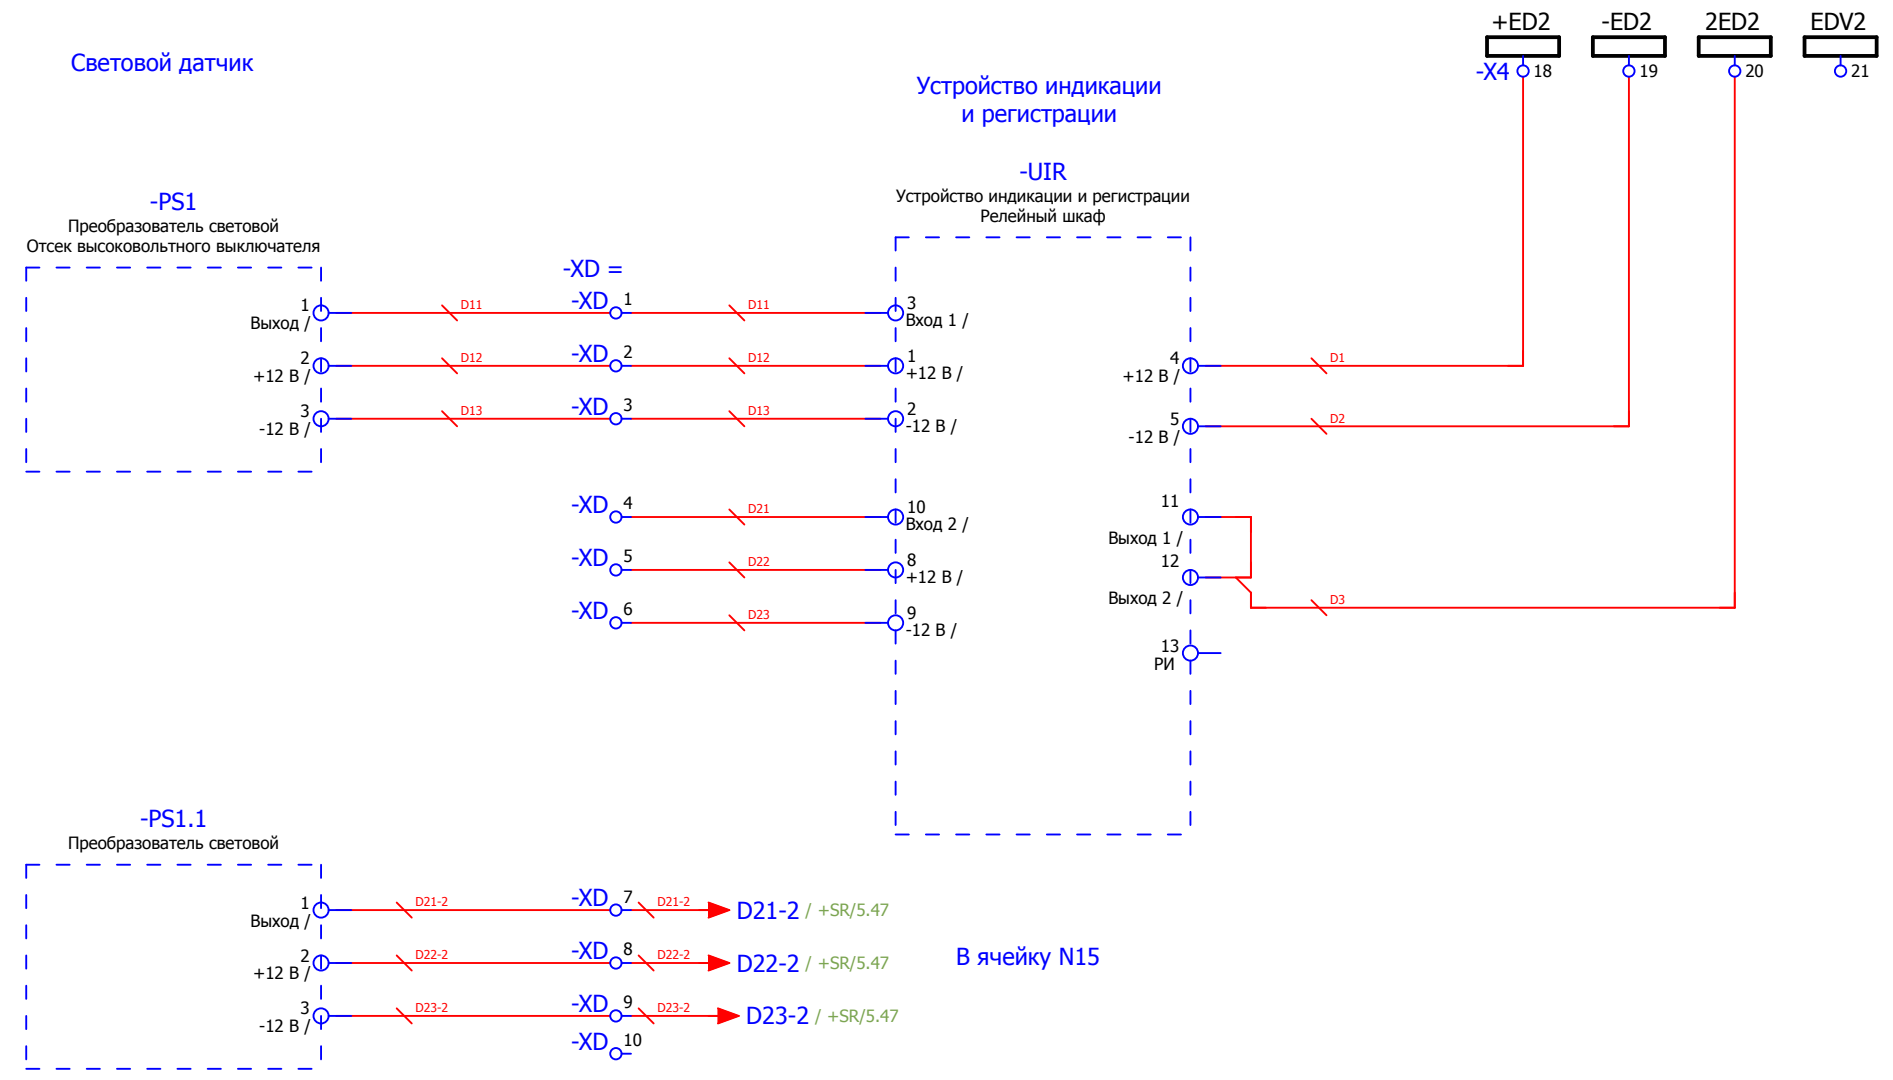 +ED2 -ED2 2ED2 EDV2
-X4 18 19 20 21
Световой датчик
Устройство индикации
и регистрации
-UIR
Устройство индикации и регистрации
Релейный шкаф
-PS1
Преобразователь световой
Отсек высоковольтного выключателя
-XD =
1 D11 -XD 1 D11 3
Выход / Вход 1 /
2 D12 -XD 2 D12 1
+12 В / +12 В /
3 D13 -XD 3 D13 2
-12 В / -12 В /
4 D1
+12 В /
5 D2
-12 В /
-XD 4 D21 10
Вход 2 /
-XD 5 D22 8
+12 В /
-XD 6 D23 9
-12 В /
11
Выход 1 /
12
Выход 2 / D3
13
РИ
-PS1.1
Преобразователь световой
1 D21-2 -XD 7 D21-2 D21-2 / +SR/5.47
Выход /
2 D22-2 -XD 8 D22-2 D22-2 / +SR/5.47
+12 В /
В ячейку N15
3 D23-2 -XD 9 D23-2 D23-2 / +SR/5.47
-12 В /
-XD 10